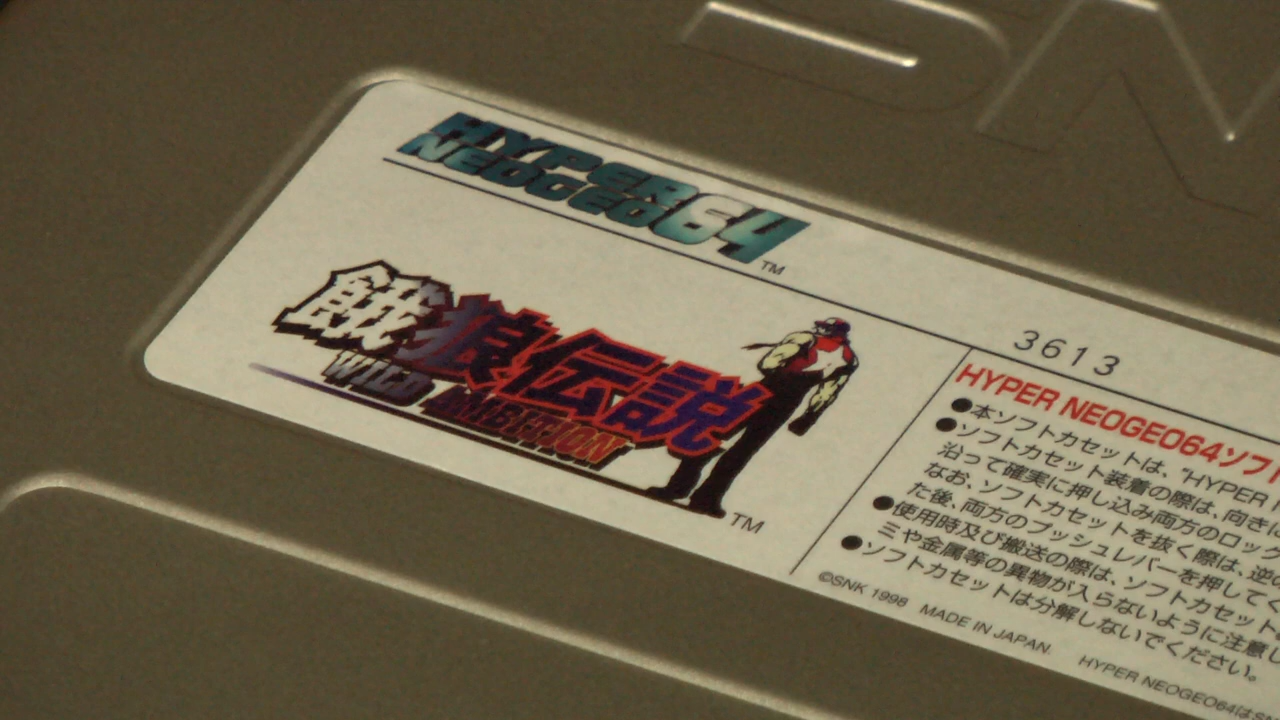 SN
HYPER
NEOGEO64
TM
餓狼伝説
WILD AMBITION
TM
3613
HYPER NEOGEO64ソフト
●本ソフトカセットは、"HYPER
●ソフトカセット装着の際は、向きに
沿って確実に押し込み両方のロック
なお、ソフトカセットを抜く際は、逆の
た後、両方のプッシュレバーを押してく
●使用時及び搬送の際は、ソフトカセット
ミや金属等の異物が入らないように注意し
●ソフトカセットは分解しないでください。
©SNK 1998 MADE IN JAPAN.
HYPER NEOGEO64はSN